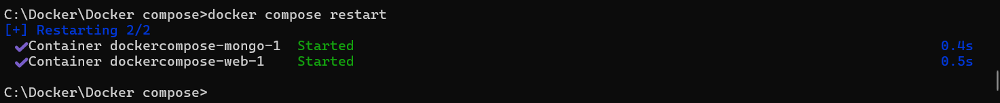 C:\Docker\Docker compose>docker compose restart
[+] Restarting 2/2
✔Container dockercompose-mongo-1  Started  0.4s
✔Container dockercompose-web-1    Started  0.5s
C:\Docker\Docker compose>